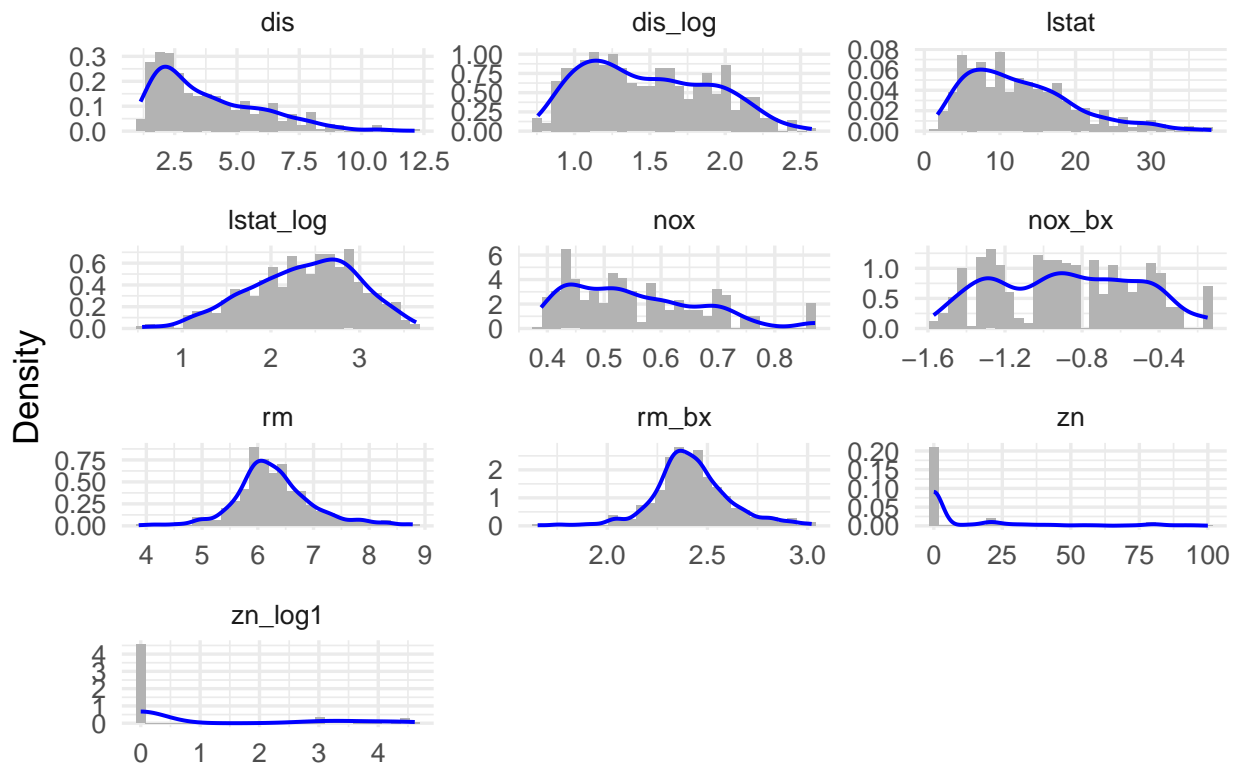 dis
dis_log
lstat
0.3
0.2
0.1
0.0
2.5 5.0 7.5 10.0 12.5
1.00
0.75
0.50
0.25
0.00
1.0 1.5 2.0 2.5
0.08
0.06
0.04
0.02
0.00
0 10 20 30
lstat_log
nox
nox_bx
0.6
0.4
0.2
0.0
1 2 3
6
4
2
0
0.4 0.5 0.6 0.7 0.8
1.0
0.5
0.0
−1.6 −1.2 −0.8 −0.4
Density
rm
rm_bx
zn
0.75
0.50
0.25
0.00
4 5 6 7 8 9
2
1
0
2.0 2.5 3.0
0.20
0.15
0.10
0.05
0.00
0 25 50 75 100
zn_log1
4
3
2
1
0
0 1 2 3 4